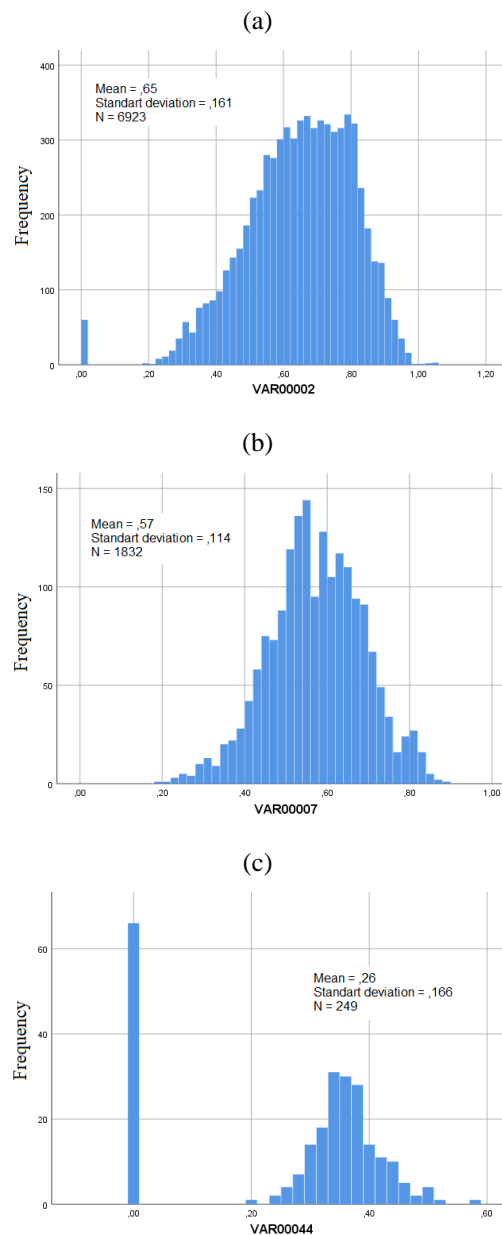 (a)
400
Mean = ,65
Standart deviation = ,161
N = 6923
300
Frequency
200
100
0
,00 ,20 ,40 ,60 ,80 1,00 1,20
VAR00002
(b)
150
Mean = ,57
Standart deviation = ,114
N = 1832
100
Frequency
50
0
,00 ,20 ,40 ,60 ,80 1,00
VAR00007
(c)
60
Mean = ,26
Standart deviation = ,166
N = 249
40
Frequency
20
0
,00 ,20 ,40 ,60
VAR00044